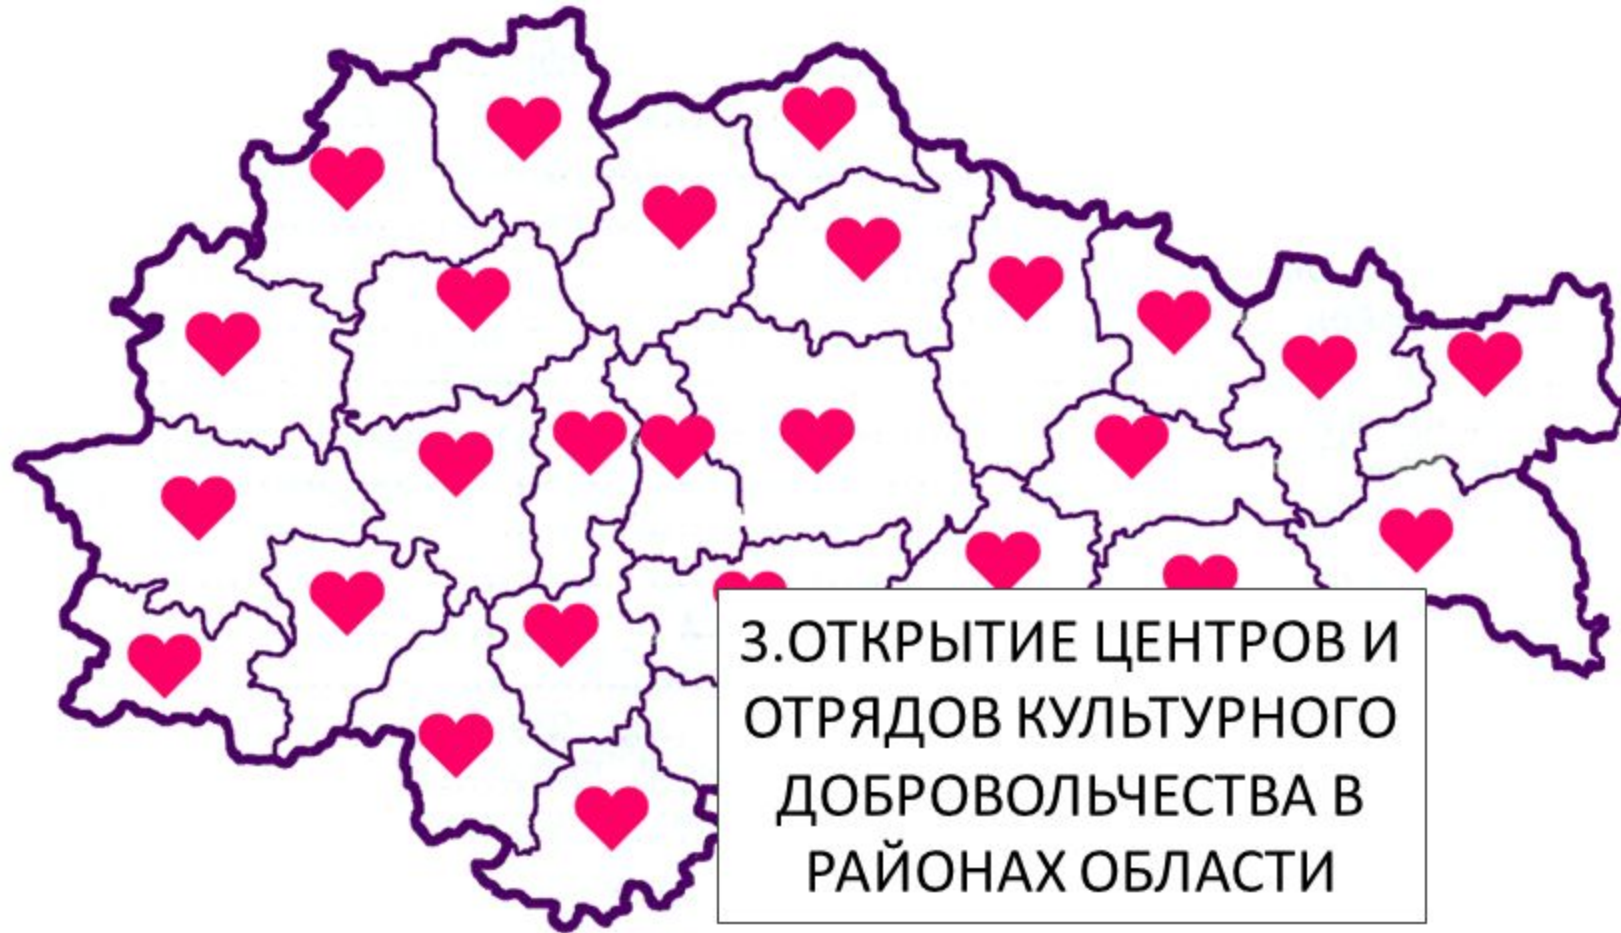 3.ОТКРЫТИЕ ЦЕНТРОВ И
ОТРЯДОВ КУЛЬТУРНОГО
ДОБРОВОЛЬЧЕСТВА В
РАЙОНАХ ОБЛАСТИ